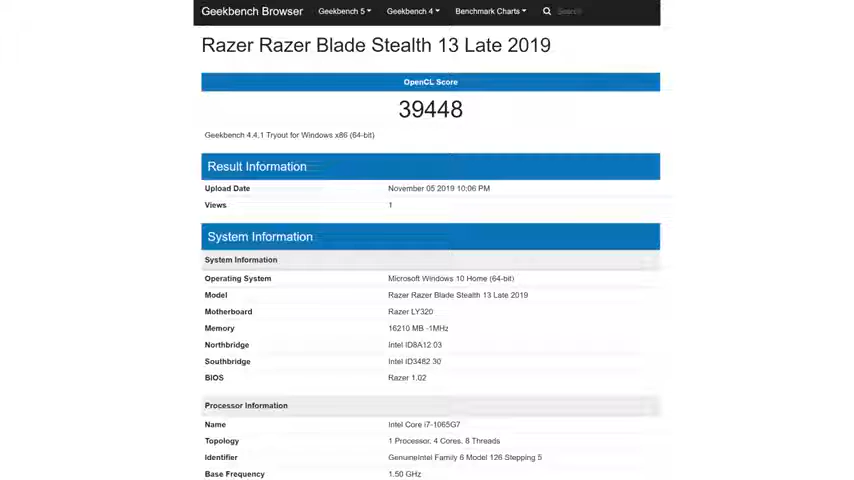 Geekbench Browser Geekbench 5 Geekbench 4 Benchmark Charts Search
Razer Razer Blade Stealth 13 Late 2019
OpenCL Score
39448
Geekbench 4.4.1 Tryout for Windows x86 (64-bit)
Result Information
Upload Date November 05 2019 10:06 PM
Views 1
System Information
System Information
Operating System Microsoft Windows 10 Home (64-bit)
Model Razer Razer Blade Stealth 13 Late 2019
Motherboard Razer LY320
Memory 16210 MB -1MHz
Northbridge Intel ID8A12 03
Southbridge Intel ID3482 30
BIOS Razer 1.02
Processor Information
Name Intel Core i7-1065G7
Topology 1 Processor, 4 Cores, 8 Threads
Identifier GenuineIntel Family 6 Model 126 Stepping 5
Base Frequency 1.50 GHz